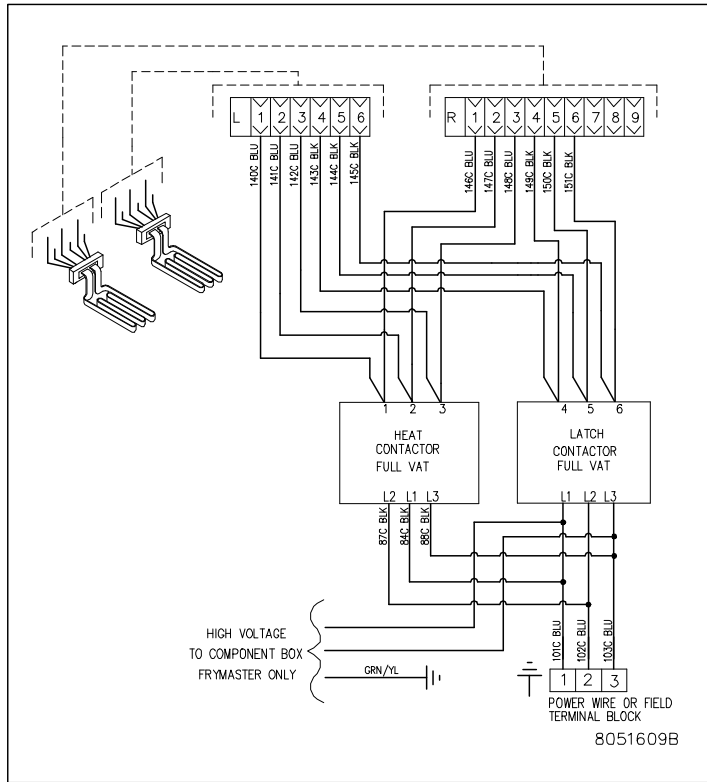 L 1 2 3 4 5 6
R 1 2 3 4 5 6 7 8 9
140C BLU
141C BLU
142C BLU
143C BLK
144C BLK
145C BLK
146C BLU
147C BLU
148C BLU
149C BLK
150C BLK
151C BLK
1 2 3
HEAT
CONTACTOR
FULL VAT
L2 L1 L3
4 5 6
LATCH
CONTACTOR
FULL VAT
L1 L2 L3
87C BLK
84C BLK
88C BLK
HIGH VOLTAGE
TO COMPONENT BOX
FRYMASTER ONLY
GRN/YL
101C BLU
102C BLU
103C BLU
1 2 3
POWER WIRE OR FIELD
TERMINAL BLOCK
8051609B